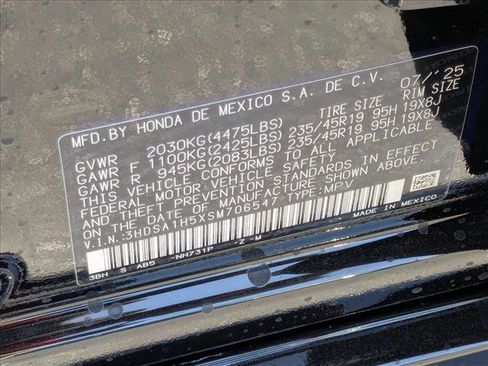 MFD.BY HONDA DE MEXICO S.A. DE C.V. 07/'25
TIRE SIZE RIM SIZE
GVWR 2030KG(4475LBS)
GAWR F 1100KG(2425LBS) 235/45R19 95H 19X8J
GAWR R 945KG(2083LBS) 235/45R19 95H 19X8J
THIS VEHICLE CONFORMS TO ALL APPLICABLE
FEDERAL MOTOR VEHICLE SAFETY
AND THEFT PREVENTION STANDARDS IN EFFECT
ON THE DATE OF MANUFACTURE SHOWN ABOVE.
V.I.N.:3HDSA1H5XSM706547 TYPE:MPV
3BH S AB5 -NH731P -Z -M MADE IN MEXICO